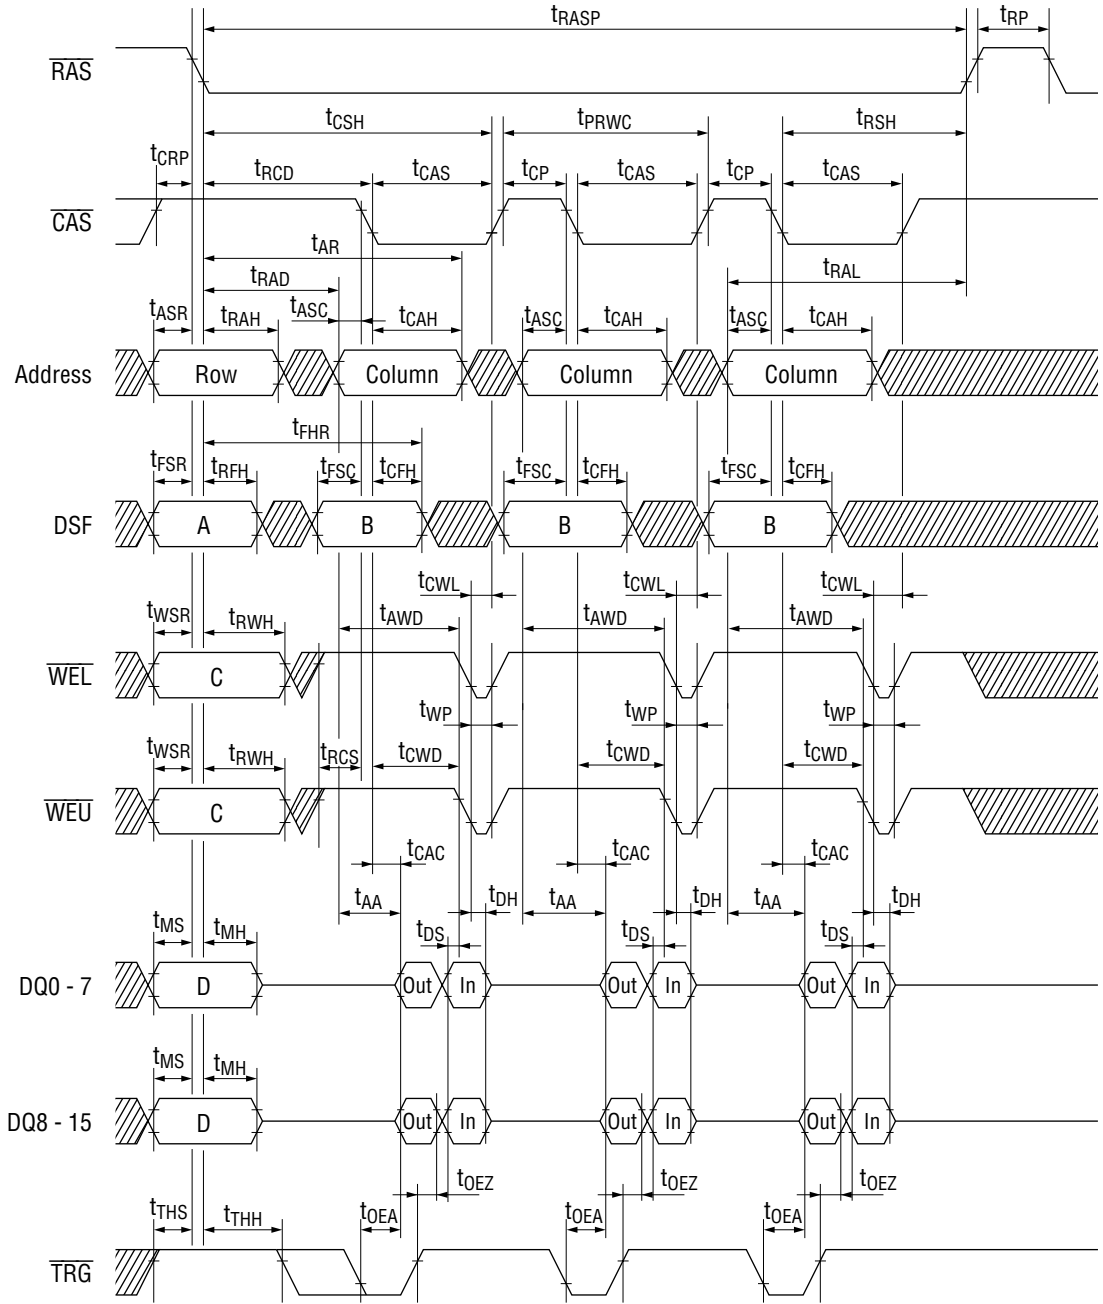 tRASP tRP
RAS
tCSH tPRWC tRSH
tCRP tRCD tCAS tCP tCAS tCP tCAS
CAS
tAR
tRAD tRAL
tASR tRAH tASC tCAH tASC tCAH tASC tCAH
Address Row Column Column Column
tFHR
tFSR tRFH tFSC tCFH tFSC tCFH tFSC tCFH
DSF A B B B
tCWL tCWL tCWL
tWSR tRWH tAWD tAWD tAWD
WEL C
tWP tWP tWP
tWSR tRWH tRCS tCWD tCWD tCWD
WEU C
tCAC tCAC tCAC
tAA tDH tAA tDH tAA tDH
tMS tMH tDS tDS tDS
DQ0 - 7 D Out In Out In Out In
tMS tMH
DQ8 - 15 D Out In Out In Out In
tOEZ tOEZ tOEZ
tTHS tTHH tOEA tOEA tOEA
TRG